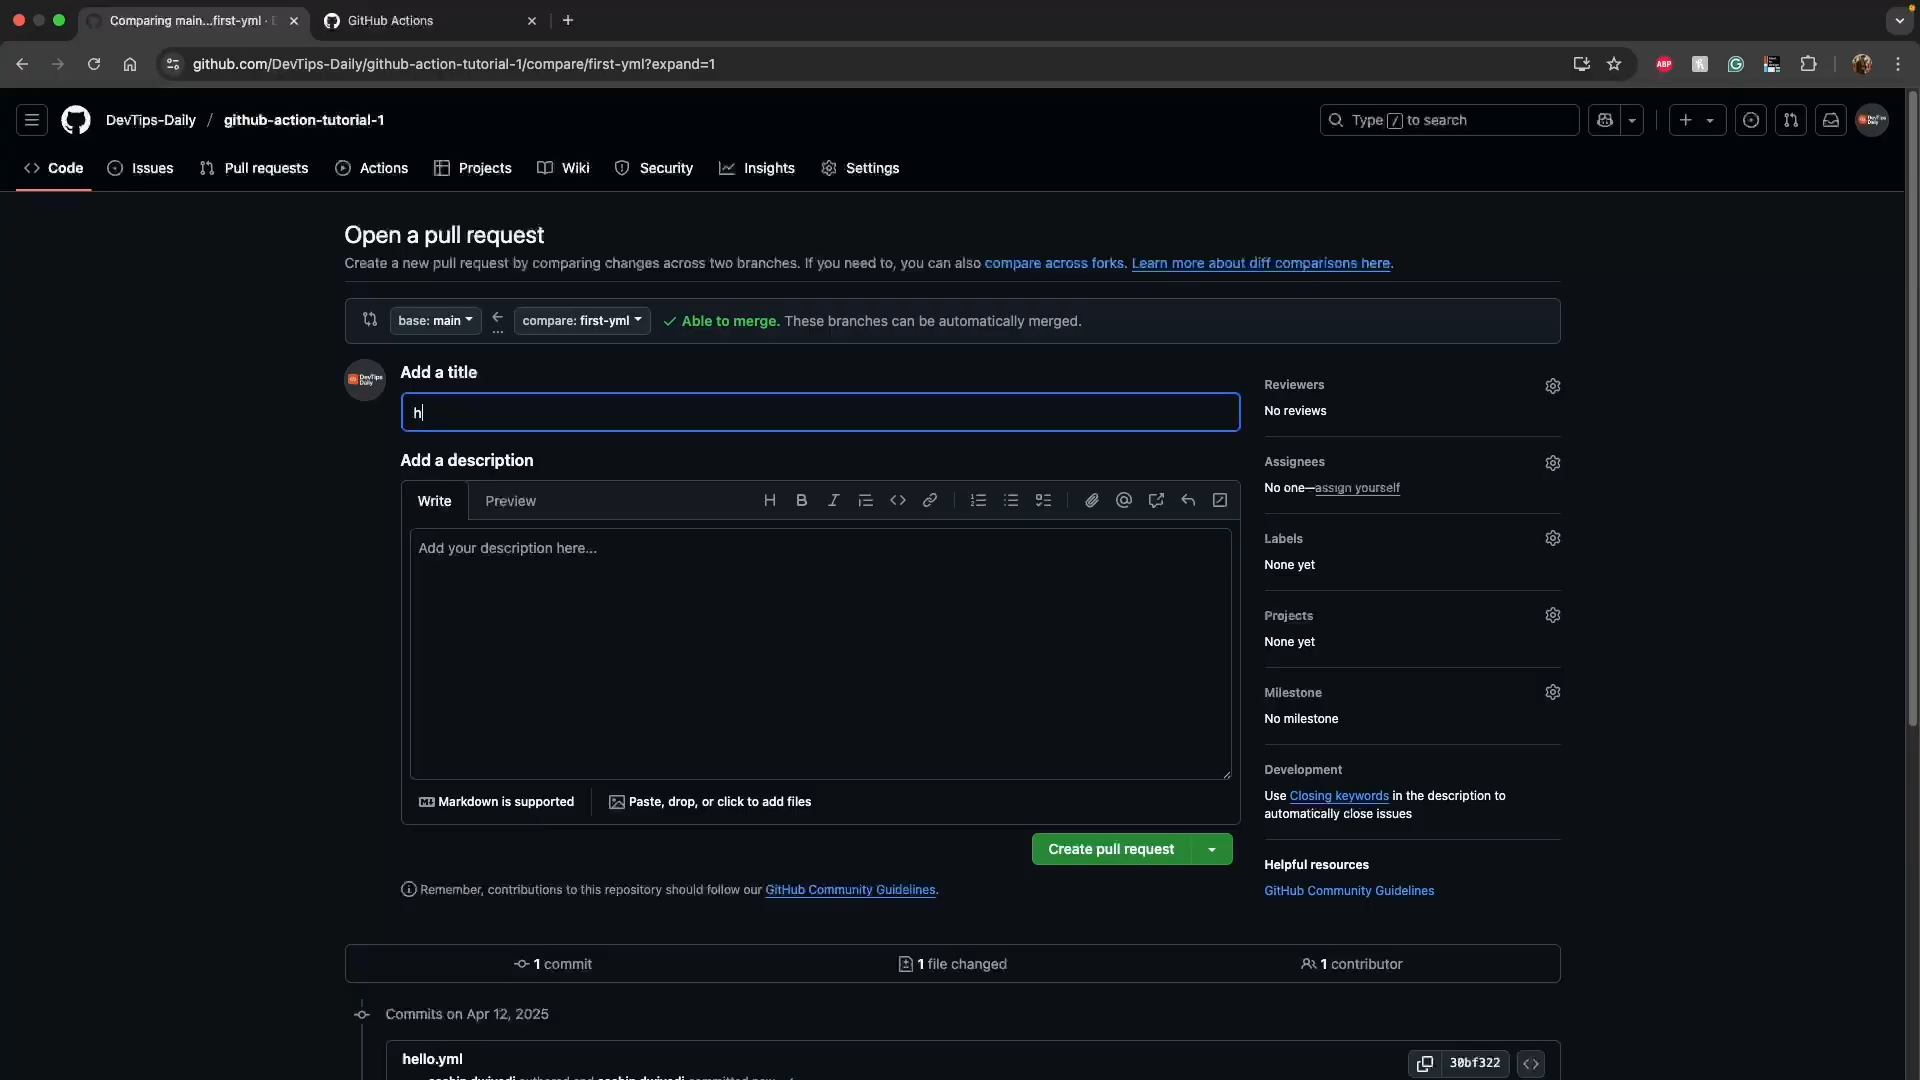 Comparing main...first-yml ·
GitHub Actions
github.com/DevTips-Daily/github-action-tutorial-1/compare/first-yml?expand=1
ABP
DevTips-Daily / github-action-tutorial-1
Type / to search
Code Issues Pull requests Actions Projects Wiki Security Insights Settings
Open a pull request
Create a new pull request by comparing changes across two branches. If you need to, you can also compare across forks. Learn more about diff comparisons here.
base: main
compare: first-yml
Able to merge. These branches can be automatically merged.
DevTips Daily
Add a title
h
Add a description
Write Preview
Add your description here...
Markdown is supported
Paste, drop, or click to add files
Create pull request
Remember, contributions to this repository should follow our GitHub Community Guidelines.
Reviewers
No reviews
Assignees
No one—assign yourself
Labels
None yet
Projects
None yet
Milestone
No milestone
Development
Use Closing keywords in the description to
automatically close issues
Helpful resources
GitHub Community Guidelines
1 commit
1 file changed
1 contributor
Commits on Apr 12, 2025
hello.yml
30bf322